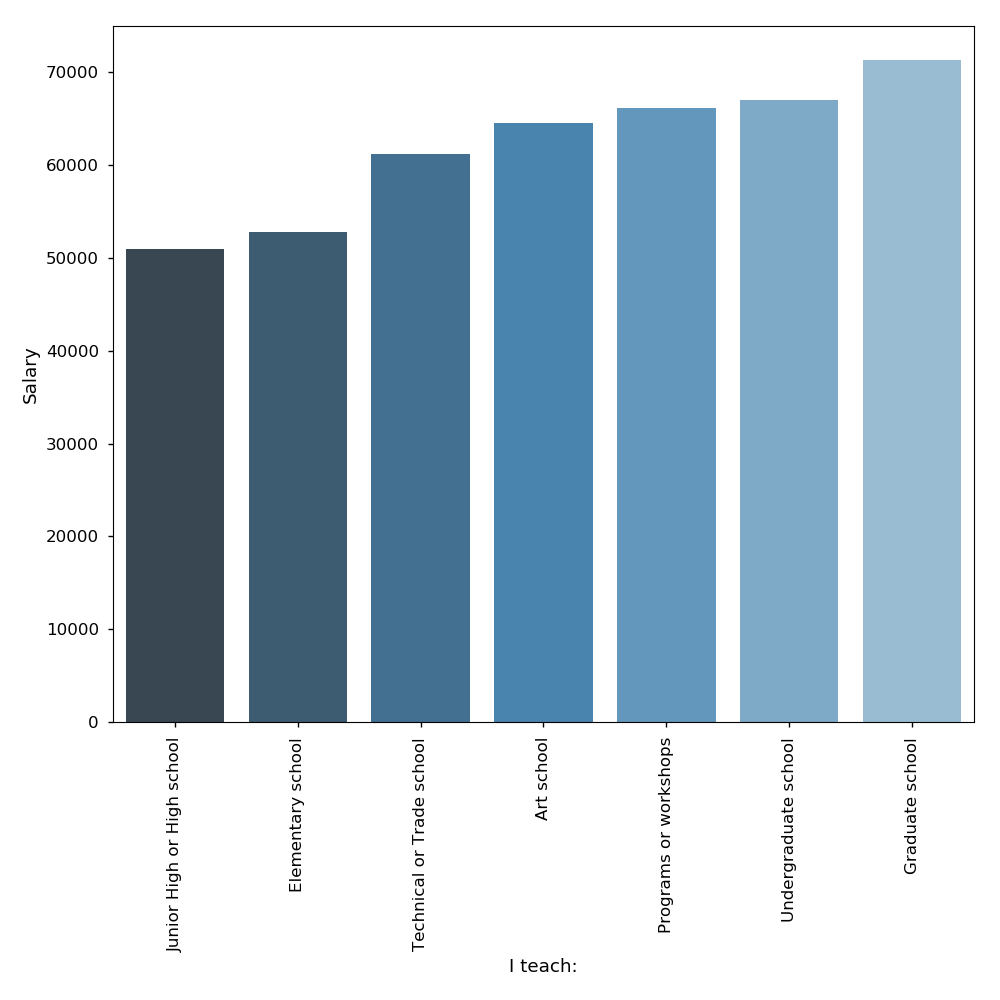 70000
60000
50000
40000
30000
20000
10000
0
Salary
Junior High or High school
Elementary school
Technical or Trade school
Art school
Programs or workshops
Undergraduate school
Graduate school
I teach: